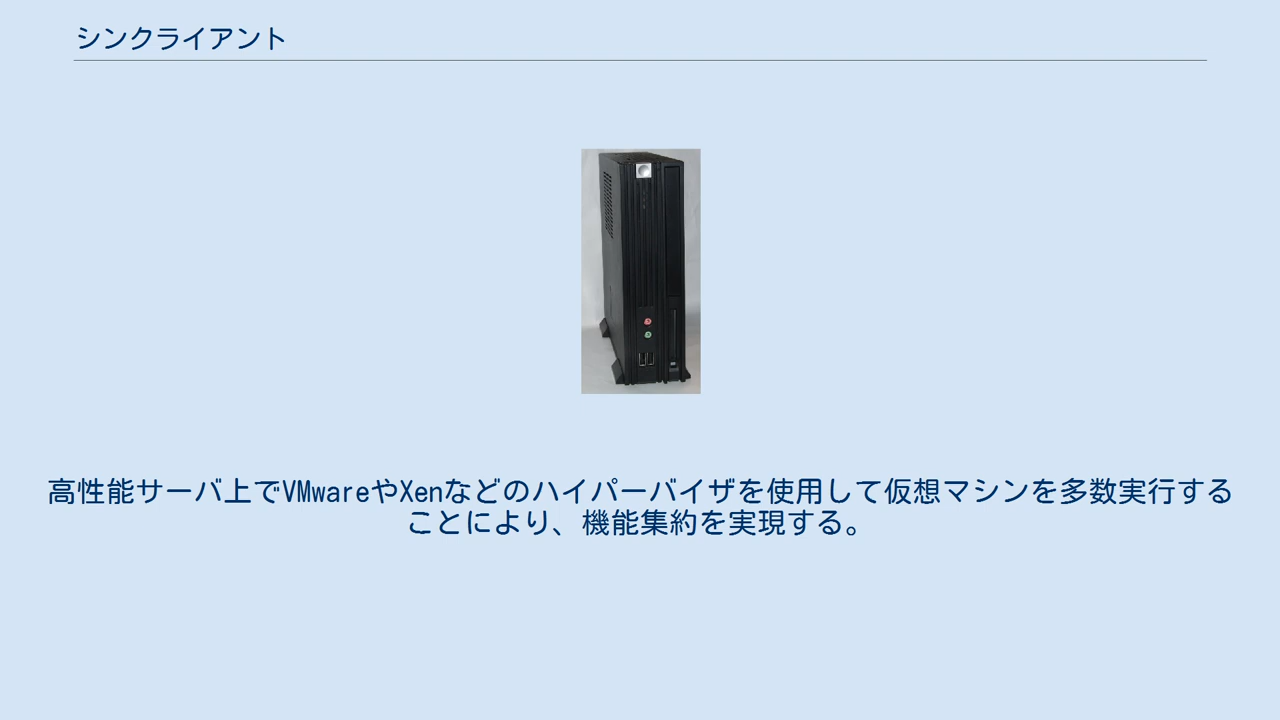 シンクライアント
高性能サーバ上でVMwareやXenなどのハイパーバイザを使用して仮想マシンを多数実行する
ことにより、機能集約を実現する。